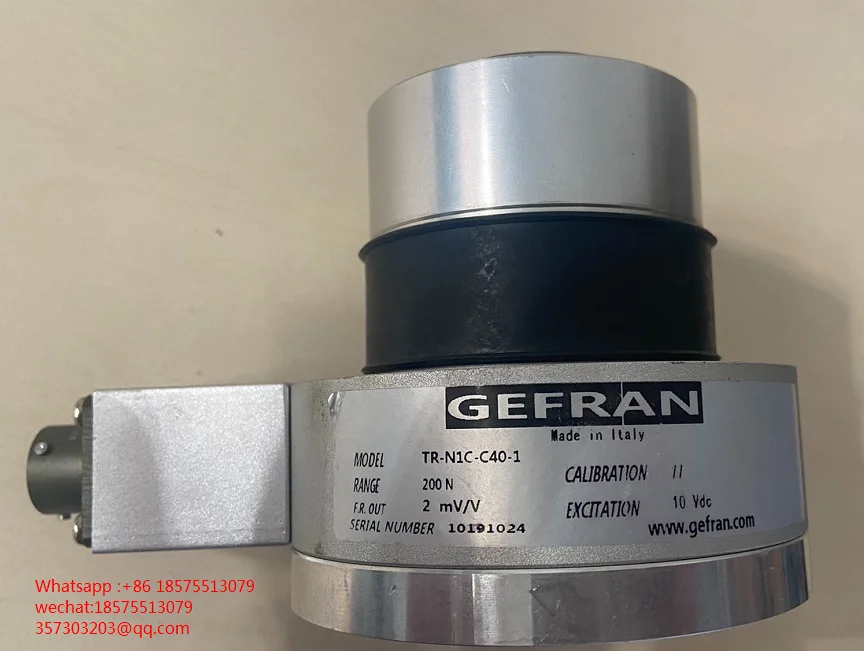 GEFRAN
Made in Italy
MODEL TR-N1C-C40-1
RANGE 200 N
F.R. OUT 2 mV/V
SERIAL NUMBER 10191024
CALIBRATION II
EXCITATION 10 Vdc
www.gefran.com
Whatsapp :+86 18575513079
wechat:18575513079
357303203@qq.com